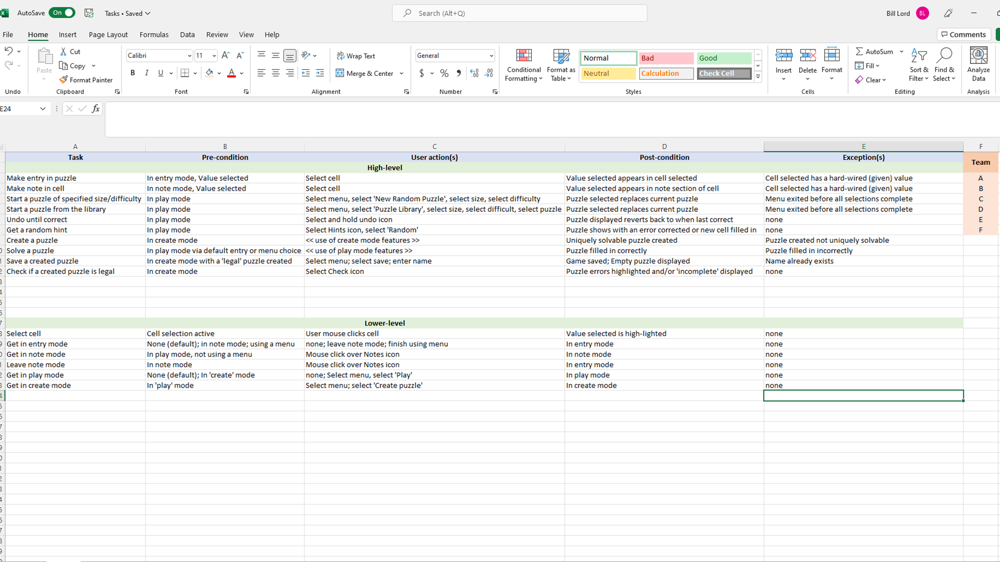 AutoSave On Tasks • Saved Search (Alt+Q) Bill Lord BL
File Home Insert Page Layout Formulas Data Review View Help Comments
Paste Cut Copy Format Painter
Calibri 11
B I U A
Wrap Text
Merge & Center
General
$ % ,
Conditional Formatting Format as Table
Normal Bad Good
Neutral Calculation Check Cell
Insert Delete Format
AutoSum Fill Clear
Sort & Filter Find & Select
Analyze Data
Undo Clipboard Font Alignment Number Styles Cells Editing Analysis
E24 fx
A B C D E F
Task Pre-condition User action(s) Post-condition Exception(s) Team
High-level
Make entry in puzzle In entry mode, Value selected Select cell Value selected appears in cell selected Cell selected has a hard-wired (given) value A
Make note in cell In note mode, Value selected Select cell Value selected appears in note section of cell Cell selected has a hard-wired (given) value B
Start a puzzle of specified size/difficulty In play mode Select menu, select 'New Random Puzzle', select size, select difficulty Puzzle selected replaces current puzzle Menu exited before all selections complete C
Start a puzzle from the library In play mode Select menu, select 'Puzzle Library', select size, select difficult, select puzzle Puzzle selected replaces current puzzle Menu exited before all selections complete D
Undo until correct In play mode Select and hold undo icon Puzzle displayed reverts back to when last correct none E
Get a random hint In play mode Select Hints icon, select 'Random' Puzzle shows with an error corrected or new cell filled in none F
Create a puzzle In create mode << use of create mode features >> Uniquely solvable puzzle created Puzzle created not uniquely solvable
Solve a puzzle In play mode via default entry or menu choice << use of play mode features >> Puzzle filled in correctly Puzzle filled in incorrectly
Save a created puzzle In create mode with a 'legal' puzzle created Select menu; select save; enter name Game saved; Empty puzzle displayed Name already exists
Check if a created puzzle is legal In create mode Select Check icon Puzzle errors highlighted and/or 'incomplete' displayed none
Lower-level
Select cell Cell selection active User mouse clicks cell Value selected is high-lighted none
Get in entry mode None (default); in note mode; using a menu none; leave note mode; finish using menu In entry mode none
Get in note mode In play mode, not using a menu Mouse click over Notes icon In note mode none
Leave note mode In note mode Mouse click over Notes icon In entry mode none
Get in play mode None (default); In 'create' mode none; Select menu, select 'Play' In play mode none
Get in create mode In 'play' mode Select menu; select 'Create puzzle' In create mode none